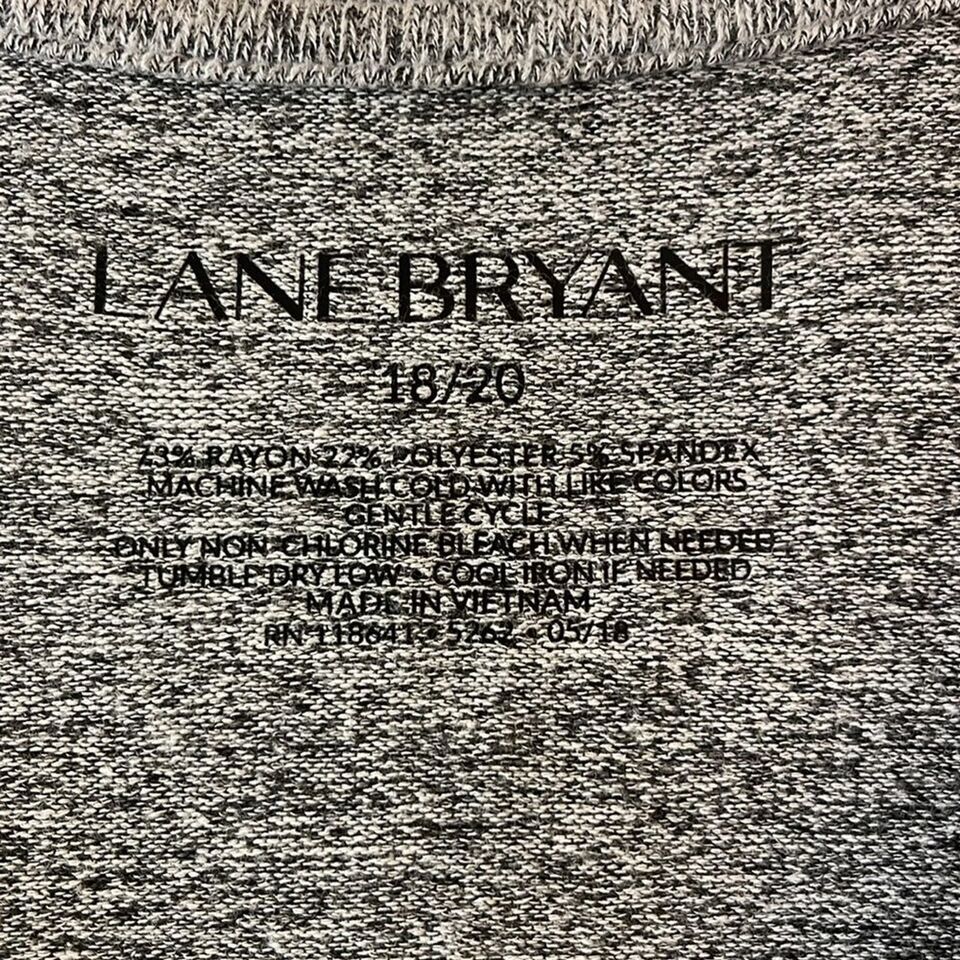 LANE BRYANT
18/20
73% RAYON 22% POLYESTER 5% SPANDEX
MACHINE WASH COLD WITH LIKE COLORS
GENTLE CYCLE
ONLY NON-CHLORINE BLEACH WHEN NEEDED
TUMBLE DRY LOW • COOL IRON IF NEEDED
MADE IN VIETNAM
RN 118641 • 5262 • 05/18